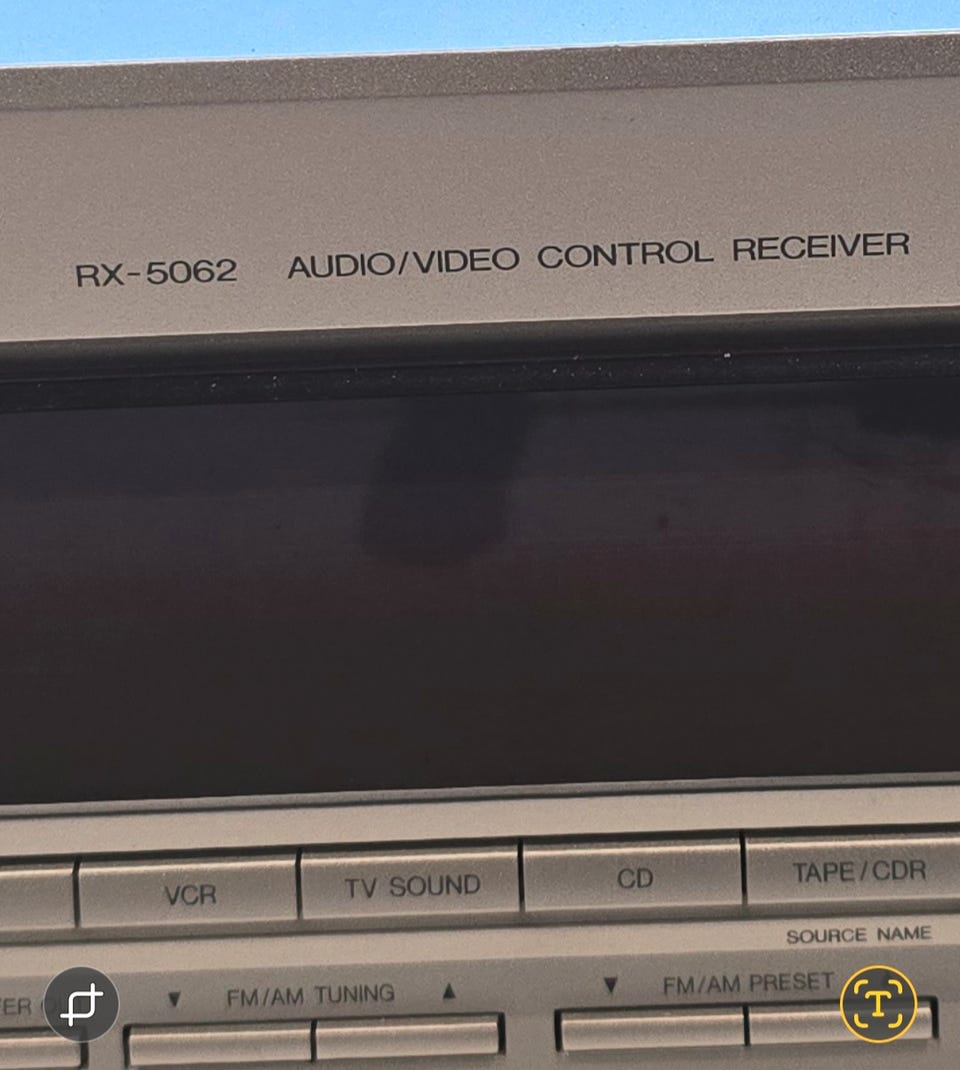 RX-5062 AUDIO/VIDEO CONTROL RECEIVER
VCR TV SOUND CD TAPE/CDR
SOURCE NAME
▼ FM/AM TUNING ▲ ▼ FM/AM PRESET